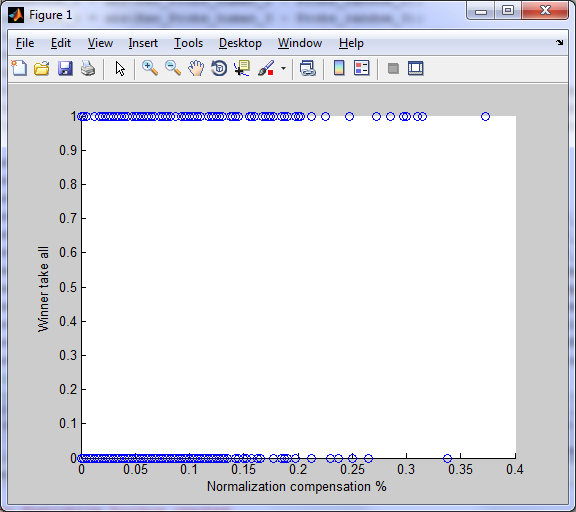 Figure 1
File Edit View Insert Tools Desktop Window Help
1
0.9
0.8
0.7
0.6
0.5
0.4
0.3
0.2
0.1
0
Winner take all
0 0.05 0.1 0.15 0.2 0.25 0.3 0.35 0.4
Normalization compensation %